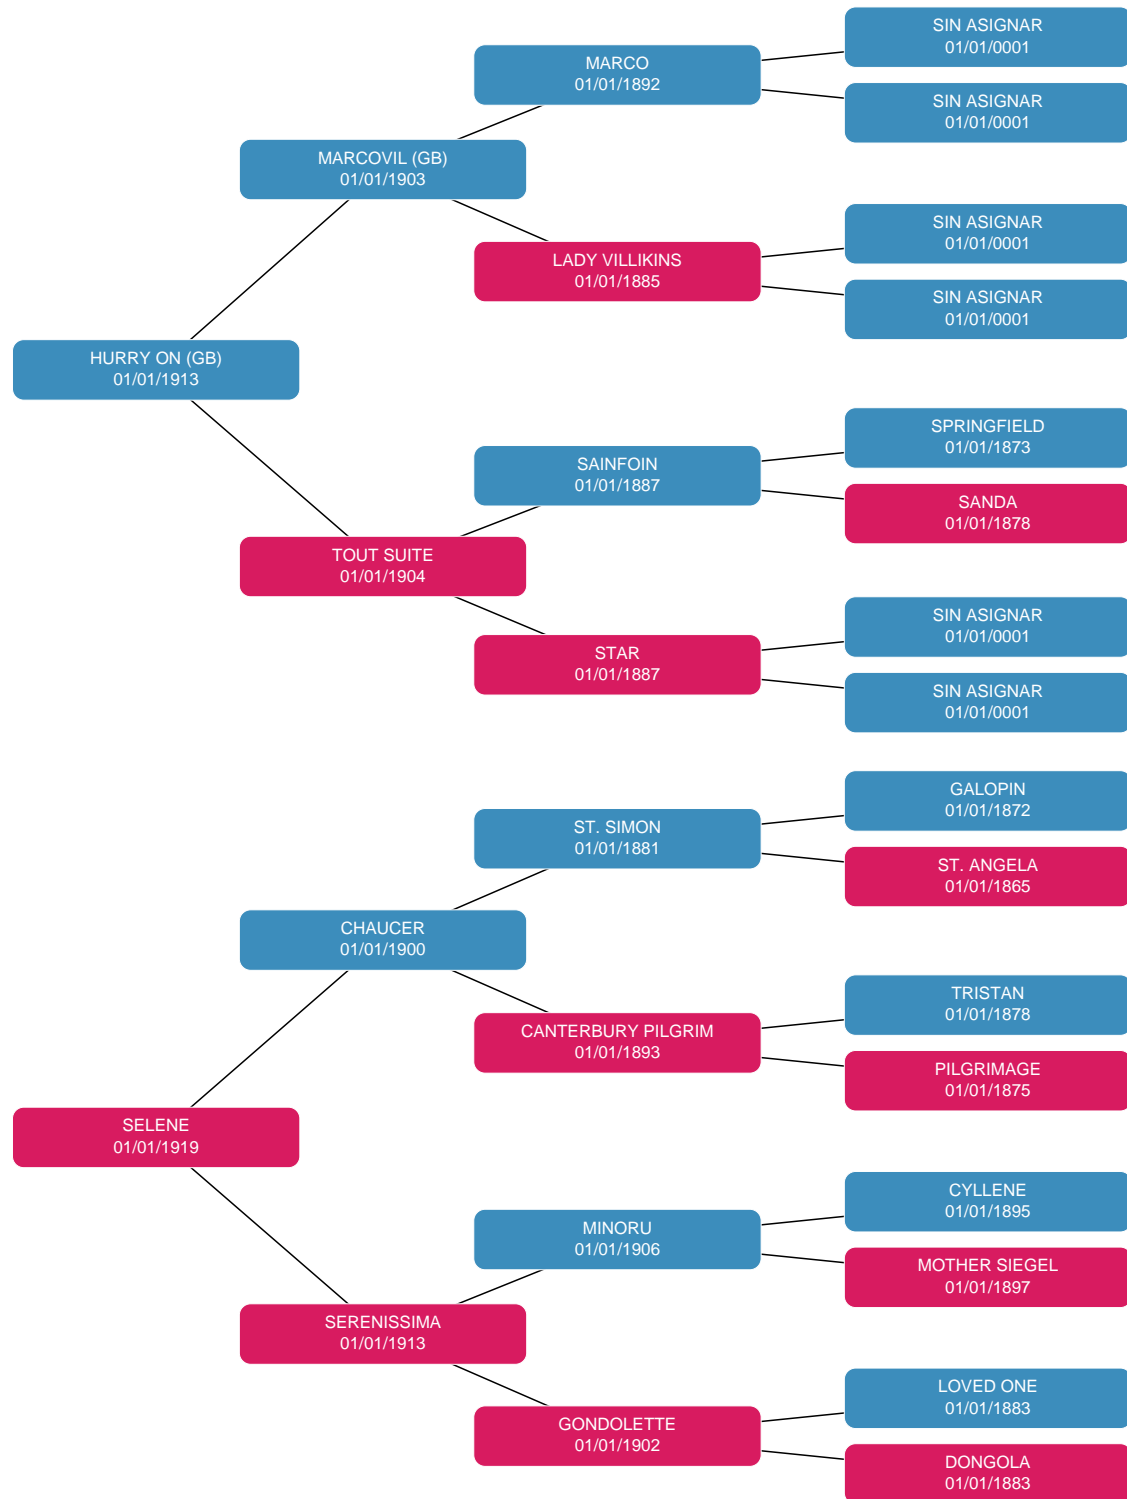 SIN ASIGNAR
01/01/0001
MARCO
01/01/1892
SIN ASIGNAR
01/01/0001
MARCOVIL (GB)
01/01/1903
SIN ASIGNAR
01/01/0001
LADY VILLIKINS
01/01/1885
SIN ASIGNAR
01/01/0001
HURRY ON (GB)
01/01/1913
SPRINGFIELD
01/01/1873
SAINFOIN
01/01/1887
SANDA
01/01/1878
TOUT SUITE
01/01/1904
SIN ASIGNAR
01/01/0001
STAR
01/01/1887
SIN ASIGNAR
01/01/0001
GALOPIN
01/01/1872
ST. SIMON
01/01/1881
ST. ANGELA
01/01/1865
CHAUCER
01/01/1900
TRISTAN
01/01/1878
CANTERBURY PILGRIM
01/01/1893
PILGRIMAGE
01/01/1875
SELENE
01/01/1919
CYLLENE
01/01/1895
MINORU
01/01/1906
MOTHER SIEGEL
01/01/1897
SERENISSIMA
01/01/1913
LOVED ONE
01/01/1883
GONDOLETTE
01/01/1902
DONGOLA
01/01/1883